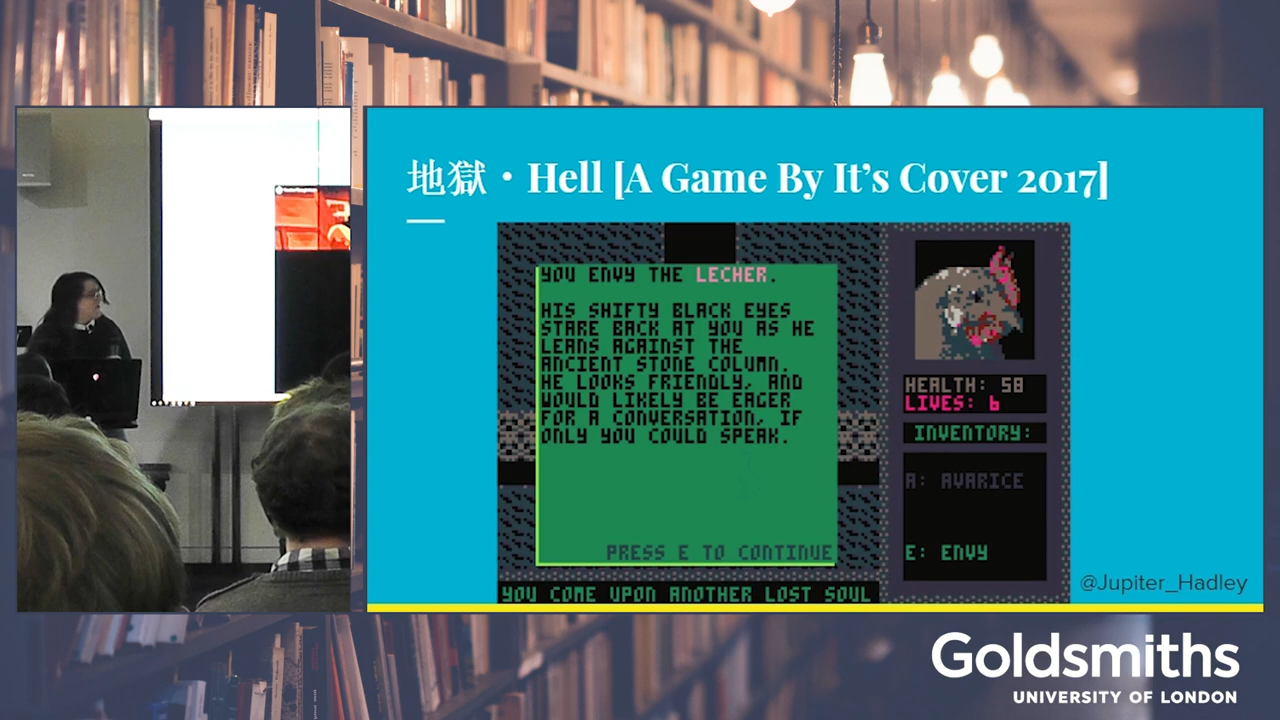 地獄・Hell [A Game By It's Cover 2017]
YOU ENVY THE LECHER.
HIS SHIFTY BLACK EYES
STARE BACK AT YOU AS HE
LEANS AGAINST THE
ANCIENT STONE COLUMN.
HE LOOKS FRIENDLY, AND
WOULD LIKELY BE EAGER
FOR A CONVERSATION, IF
ONLY YOU COULD SPEAK.
PRESS E TO CONTINUE
YOU COME UPON ANOTHER LOST SOUL
HEALTH: 58
LIVES: 6
INVENTORY:
A: AVARICE
E: ENVY
@Jupiter_Hadley
Goldsmiths
UNIVERSITY OF LONDON